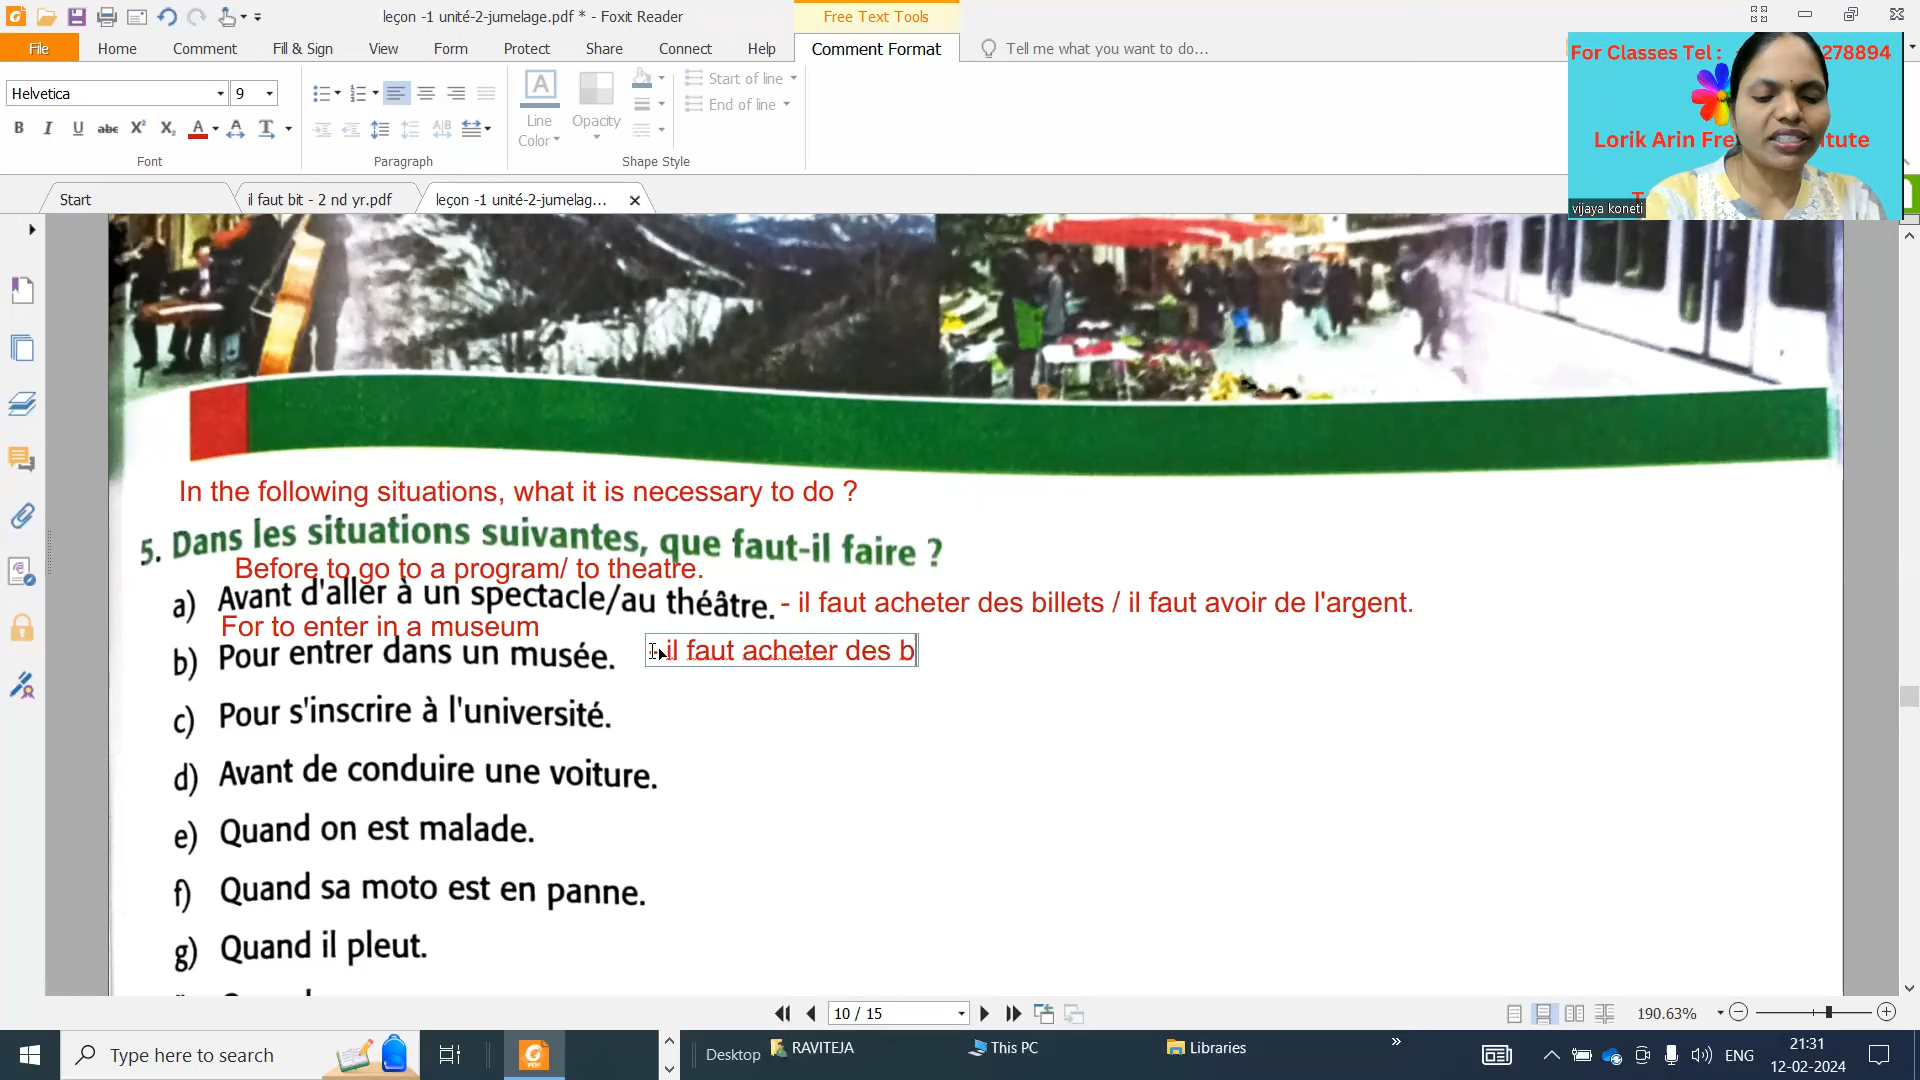 leçon -1 unité-2-jumelage.pdf * - Foxit Reader
Free Text Tools
File Home Comment Fill & Sign View Form Protect Share Connect Help Comment Format Tell me what you want to do...
For Classes Tel : 278894
Helvetica 9
Start of line
End of line
Line Color
Opacity
Font Paragraph Shape Style
Lorik Arin Fre itute
vijaya koneti
Start il faut bit - 2 nd yr.pdf leçon -1 unité-2-jumelag...
In the following situations, what it is necessary to do ?
5. Dans les situations suivantes, que faut-il faire ?
Before to go to a program/ to theatre.
a) Avant d'aller à un spectacle/au théâtre. - il faut acheter des billets / il faut avoir de l'argent.
For to enter in a museum
b) Pour entrer dans un musée. - il faut acheter des b
c) Pour s'inscrire à l'université.
d) Avant de conduire une voiture.
e) Quand on est malade.
f) Quand sa moto est en panne.
g) Quand il pleut.
10 / 15
190.63%
Type here to search
Desktop RAVITEJA This PC Libraries
ENG
21:31
12-02-2024